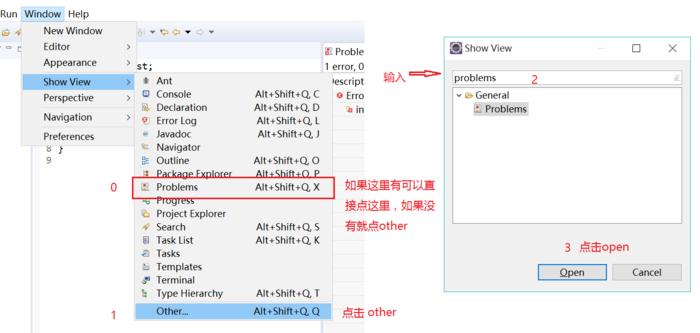 Run Window Help
New Window
Editor
Appearance
Show View
Perspective
Navigation
Preferences
8 }
9
st;
Ant
Console Alt+Shift+Q, C
Declaration Alt+Shift+Q, D
Error Log Alt+Shift+Q, L
Javadoc Alt+Shift+Q, J
Navigator
Outline Alt+Shift+Q, O
Package Explorer Alt+Shift+Q, P
0 Problems Alt+Shift+Q, X
Progress
Project Explorer
Search Alt+Shift+Q, S
Task List Alt+Shift+Q, K
Tasks
Templates
Terminal
Type Hierarchy Alt+Shift+Q, T
1 Other... Alt+Shift+Q, Q
点击 other
Proble
1 error, 0
Descript
Erro
in
如果这里有可以直
接点这里，如果没
有就点other
Show View
输入
problems 2
General
Problems
3 点击open
Open Cancel